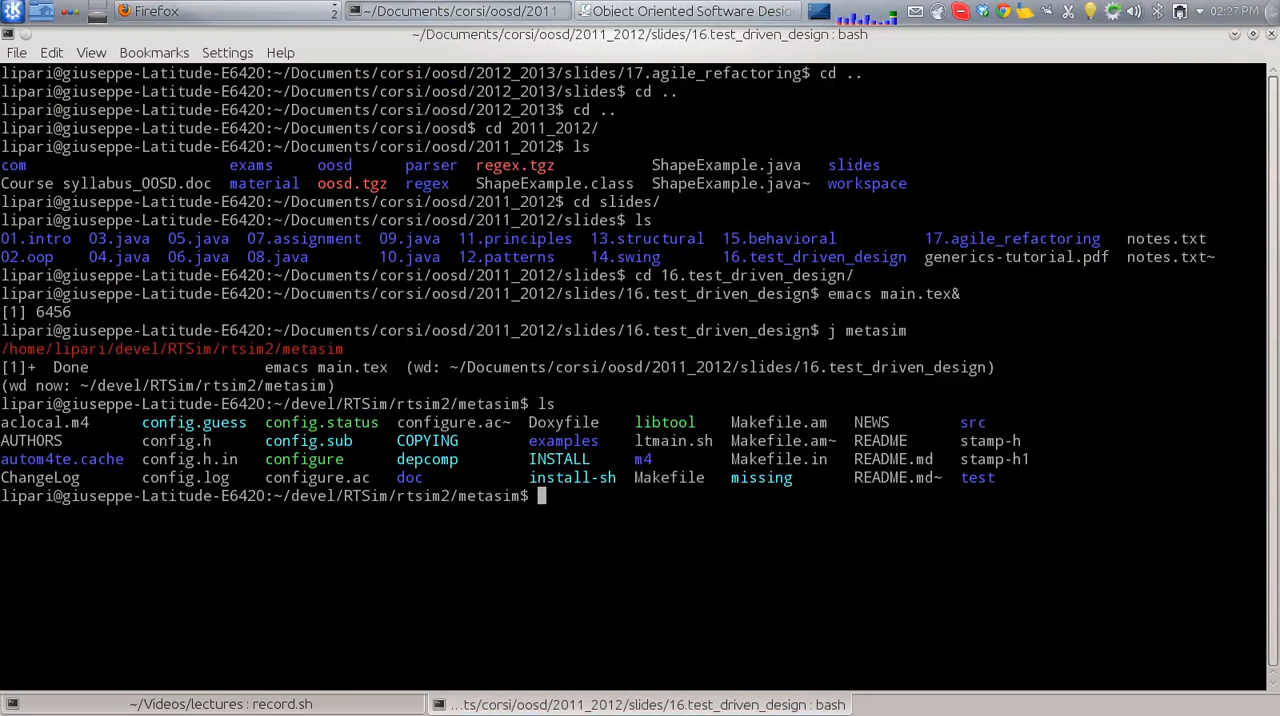 Firefox
2
~/Documents/corsi/oosd/2011
Object Oriented Software Desig
02:27 PM
~/Documents/corsi/oosd/2011_2012/slides/16.test_driven_design : bash
File Edit View Bookmarks Settings Help
lipari@giuseppe-Latitude-E6420:~/Documents/corsi/oosd/2012_2013/slides/17.agile_refactoring$ cd ..
lipari@giuseppe-Latitude-E6420:~/Documents/corsi/oosd/2012_2013/slides$ cd ..
lipari@giuseppe-Latitude-E6420:~/Documents/corsi/oosd/2012_2013$ cd ..
lipari@giuseppe-Latitude-E6420:~/Documents/corsi/oosd$ cd 2011_2012/
lipari@giuseppe-Latitude-E6420:~/Documents/corsi/oosd/2011_2012$ ls
com exams oosd parser regex.tgz ShapeExample.java slides
Course syllabus_OOSD.doc material oosd.tgz regex ShapeExample.class ShapeExample.java~ workspace
lipari@giuseppe-Latitude-E6420:~/Documents/corsi/oosd/2011_2012$ cd slides/
lipari@giuseppe-Latitude-E6420:~/Documents/corsi/oosd/2011_2012/slides$ ls
01.intro 03.java 05.java 07.assignment 09.java 11.principles 13.structural 15.behavioral 17.agile_refactoring notes.txt
02.oop 04.java 06.java 08.java 10.java 12.patterns 14.swing 16.test_driven_design generics-tutorial.pdf notes.txt~
lipari@giuseppe-Latitude-E6420:~/Documents/corsi/oosd/2011_2012/slides$ cd 16.test_driven_design/
lipari@giuseppe-Latitude-E6420:~/Documents/corsi/oosd/2011_2012/slides/16.test_driven_design$ emacs main.tex&
[1] 6456
lipari@giuseppe-Latitude-E6420:~/Documents/corsi/oosd/2011_2012/slides/16.test_driven_design$ j metasim
/home/lipari/devel/RTSim/rtsim2/metasim
[1]+ Done emacs main.tex (wd: ~/Documents/corsi/oosd/2011_2012/slides/16.test_driven_design)
(wd now: ~/devel/RTSim/rtsim2/metasim)
lipari@giuseppe-Latitude-E6420:~/devel/RTSim/rtsim2/metasim$ ls
aclocal.m4 config.guess config.status configure.ac~ Doxyfile libtool Makefile.am NEWS src
AUTHORS config.h config.sub COPYING examples ltmain.sh Makefile.am~ README stamp-h
autom4te.cache config.h.in configure depcomp INSTALL m4 Makefile.in README.md stamp-h1
ChangeLog config.log configure.ac doc install-sh Makefile missing README.md~ test
lipari@giuseppe-Latitude-E6420:~/devel/RTSim/rtsim2/metasim$
~/Videos/lectures : record.sh
...ts/corsi/oosd/2011_2012/slides/16.test_driven_design : bash